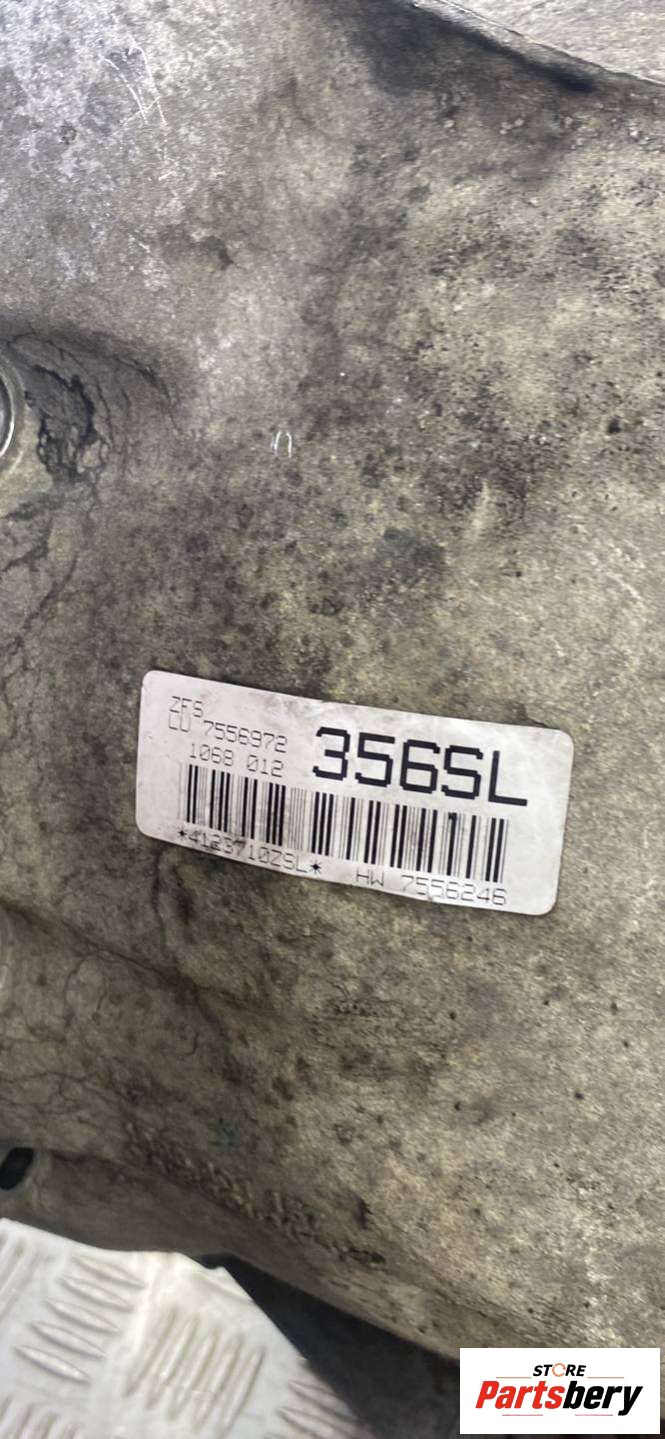 ZFS
LU 7556972
1068 012
356SL
*4123710ZSL* HW 7556246
STORE
Partsbery